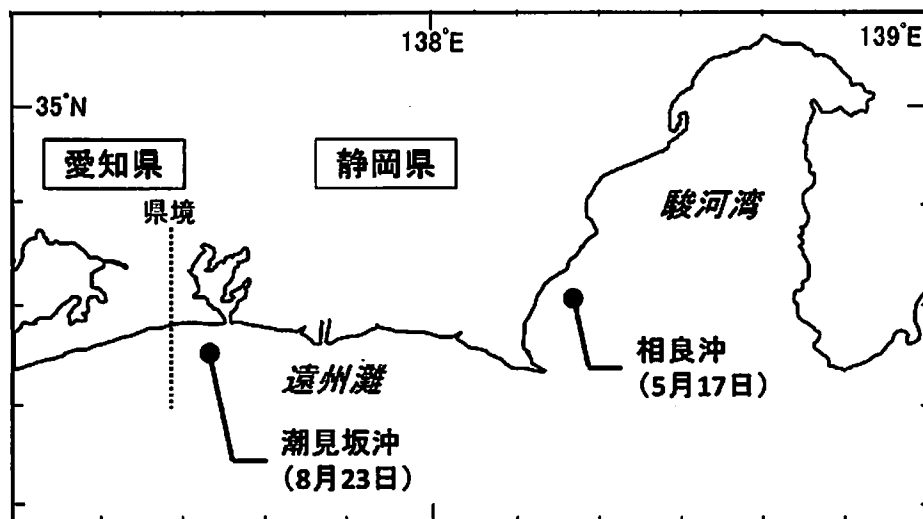 138°E
139°E
35°N
愛知県
静岡県
県境
駿河湾
相良沖
(5月17日)
遠州灘
潮見坂沖
(8月23日)